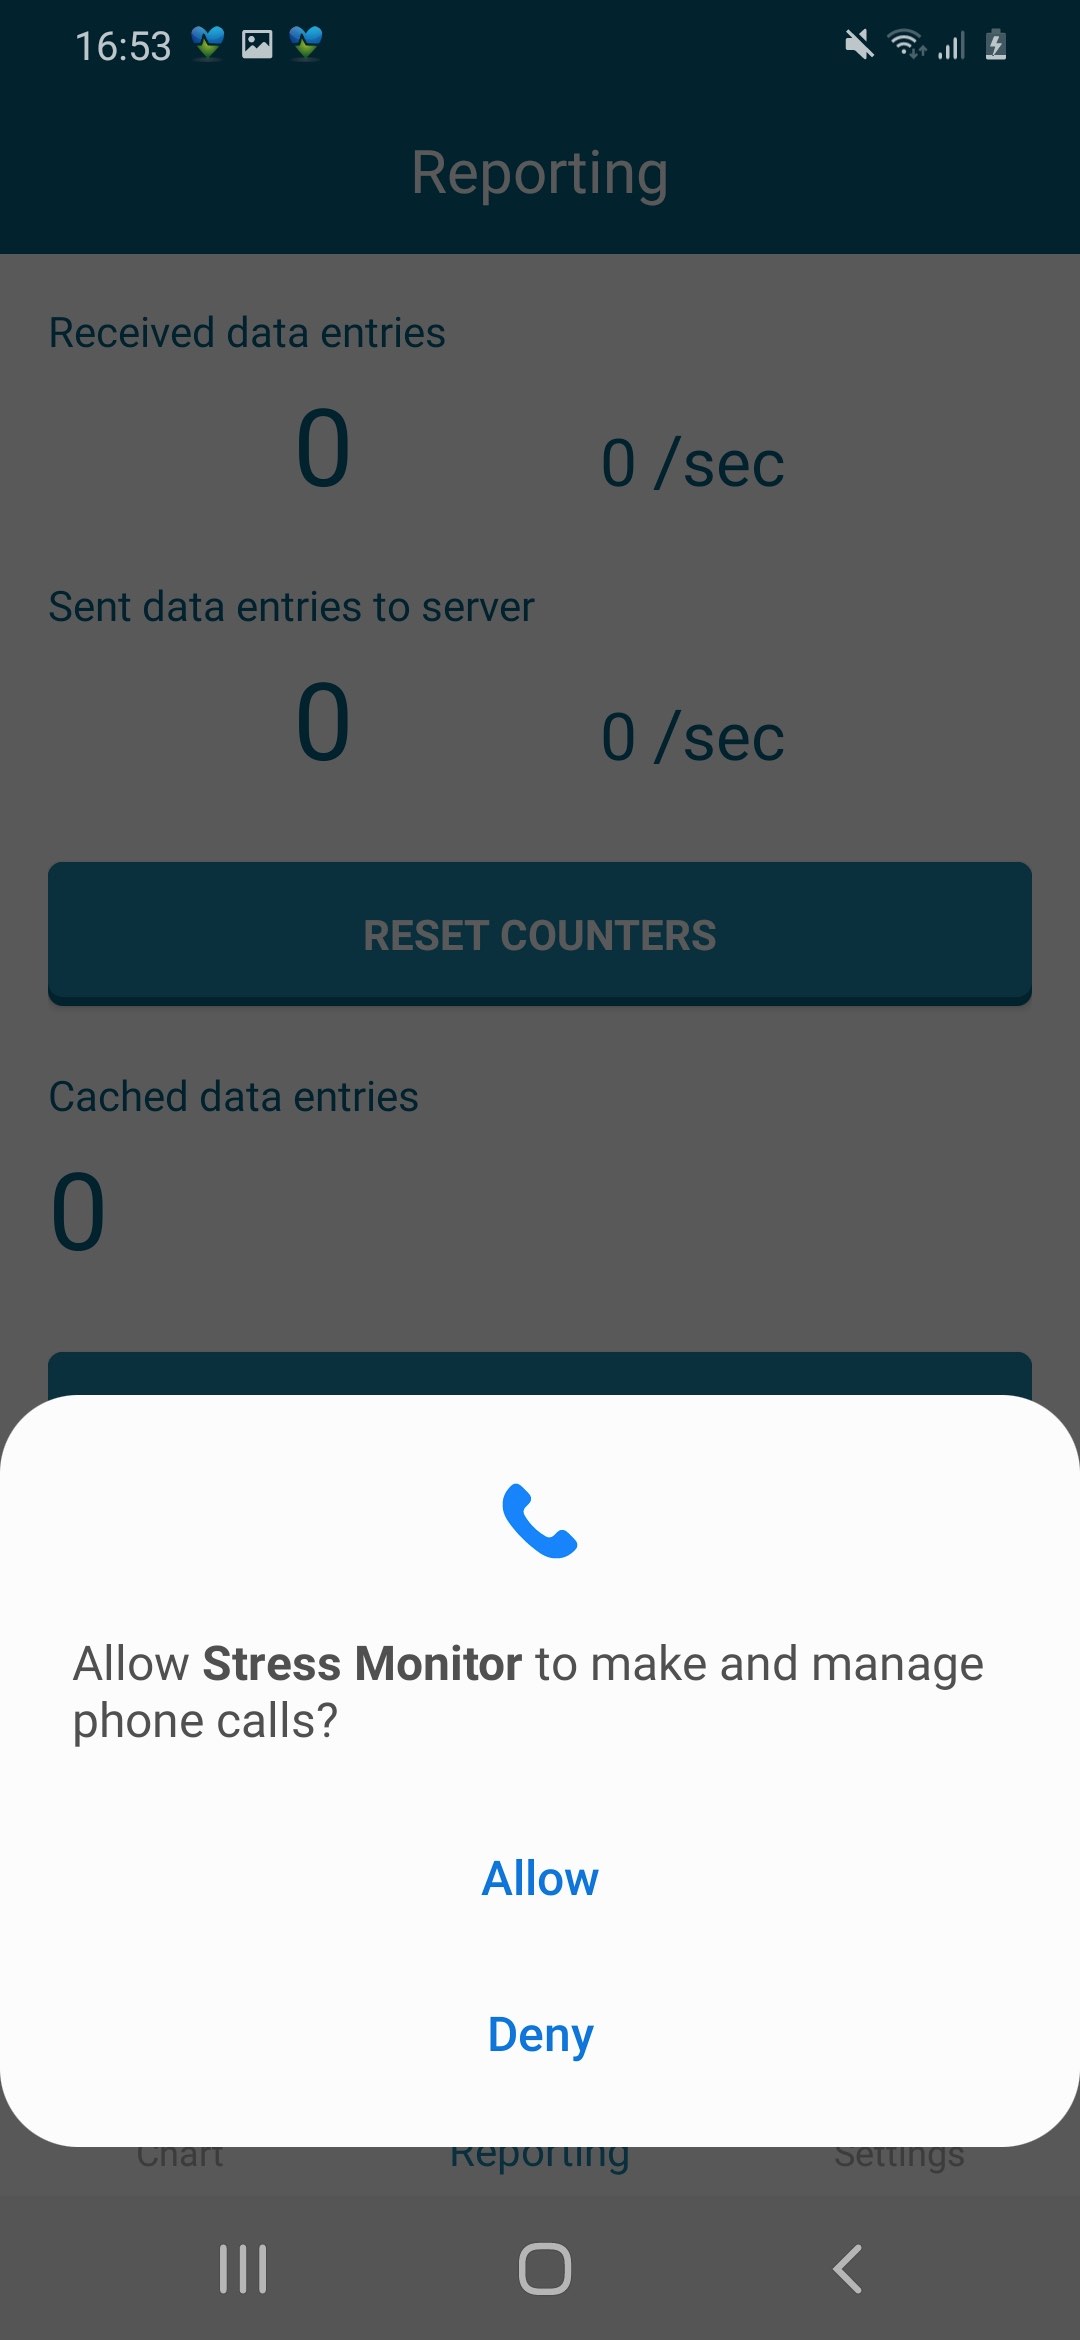 16:53
Reporting
Received data entries
0 0 /sec
Sent data entries to server
0 0 /sec
RESET COUNTERS
Cached data entries
0
Allow Stress Monitor to make and manage
phone calls?
Allow
Deny
Chart Reporting Settings